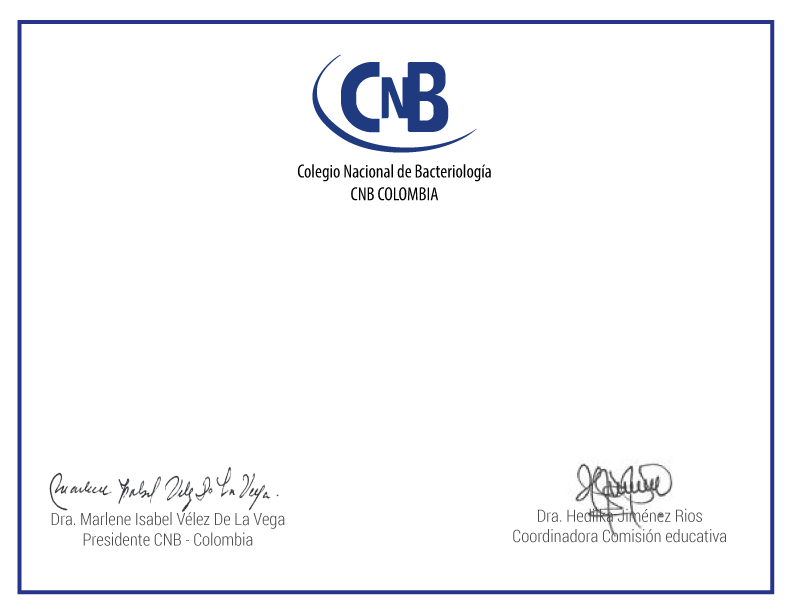 CNB
Colegio Nacional de Bacteriología
CNB COLOMBIA
Marlene Isabel Vélez De La Vega.
Dra. Marlene Isabel Vélez De La Vega
Presidente CNB - Colombia
Dra. Hedilka Jiménez Rios
Coordinadora Comisión educativa